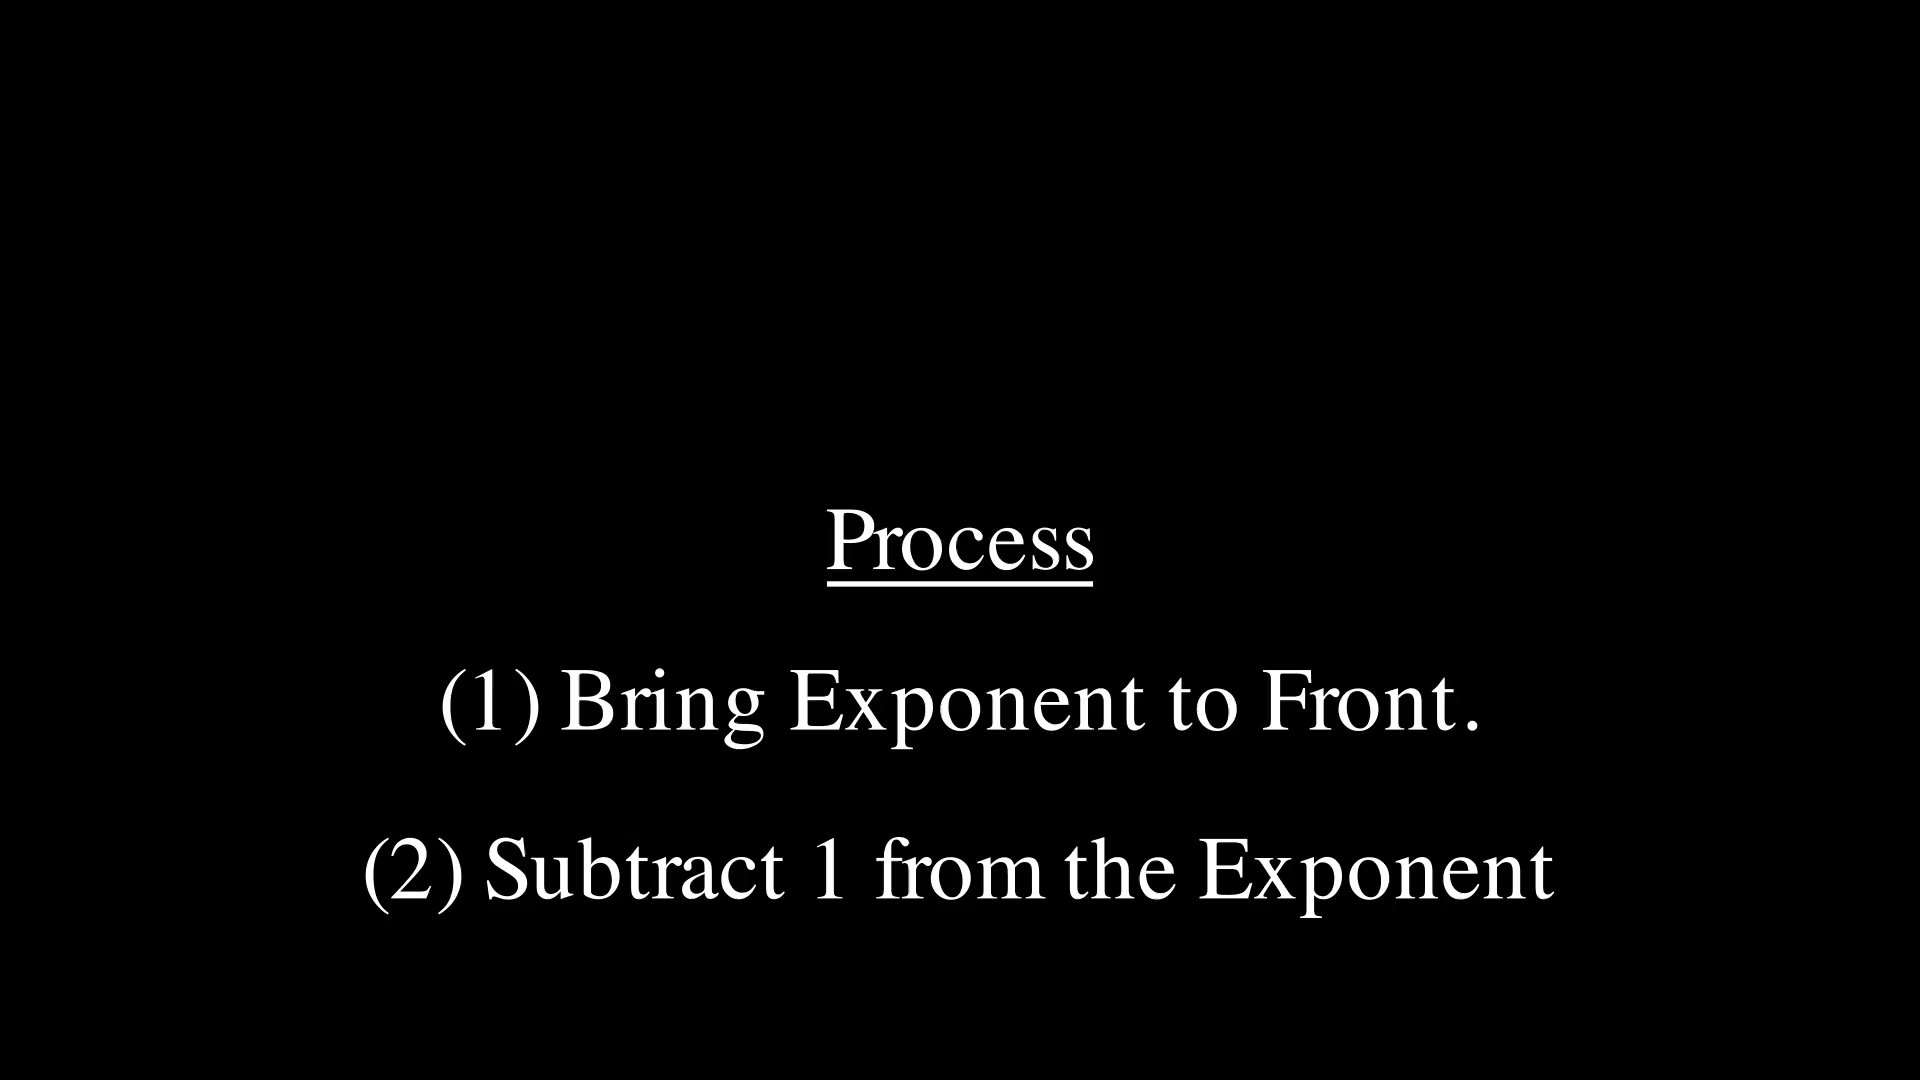 Process
(1) Bring Exponent to Front.
(2) Subtract 1 from the Exponent